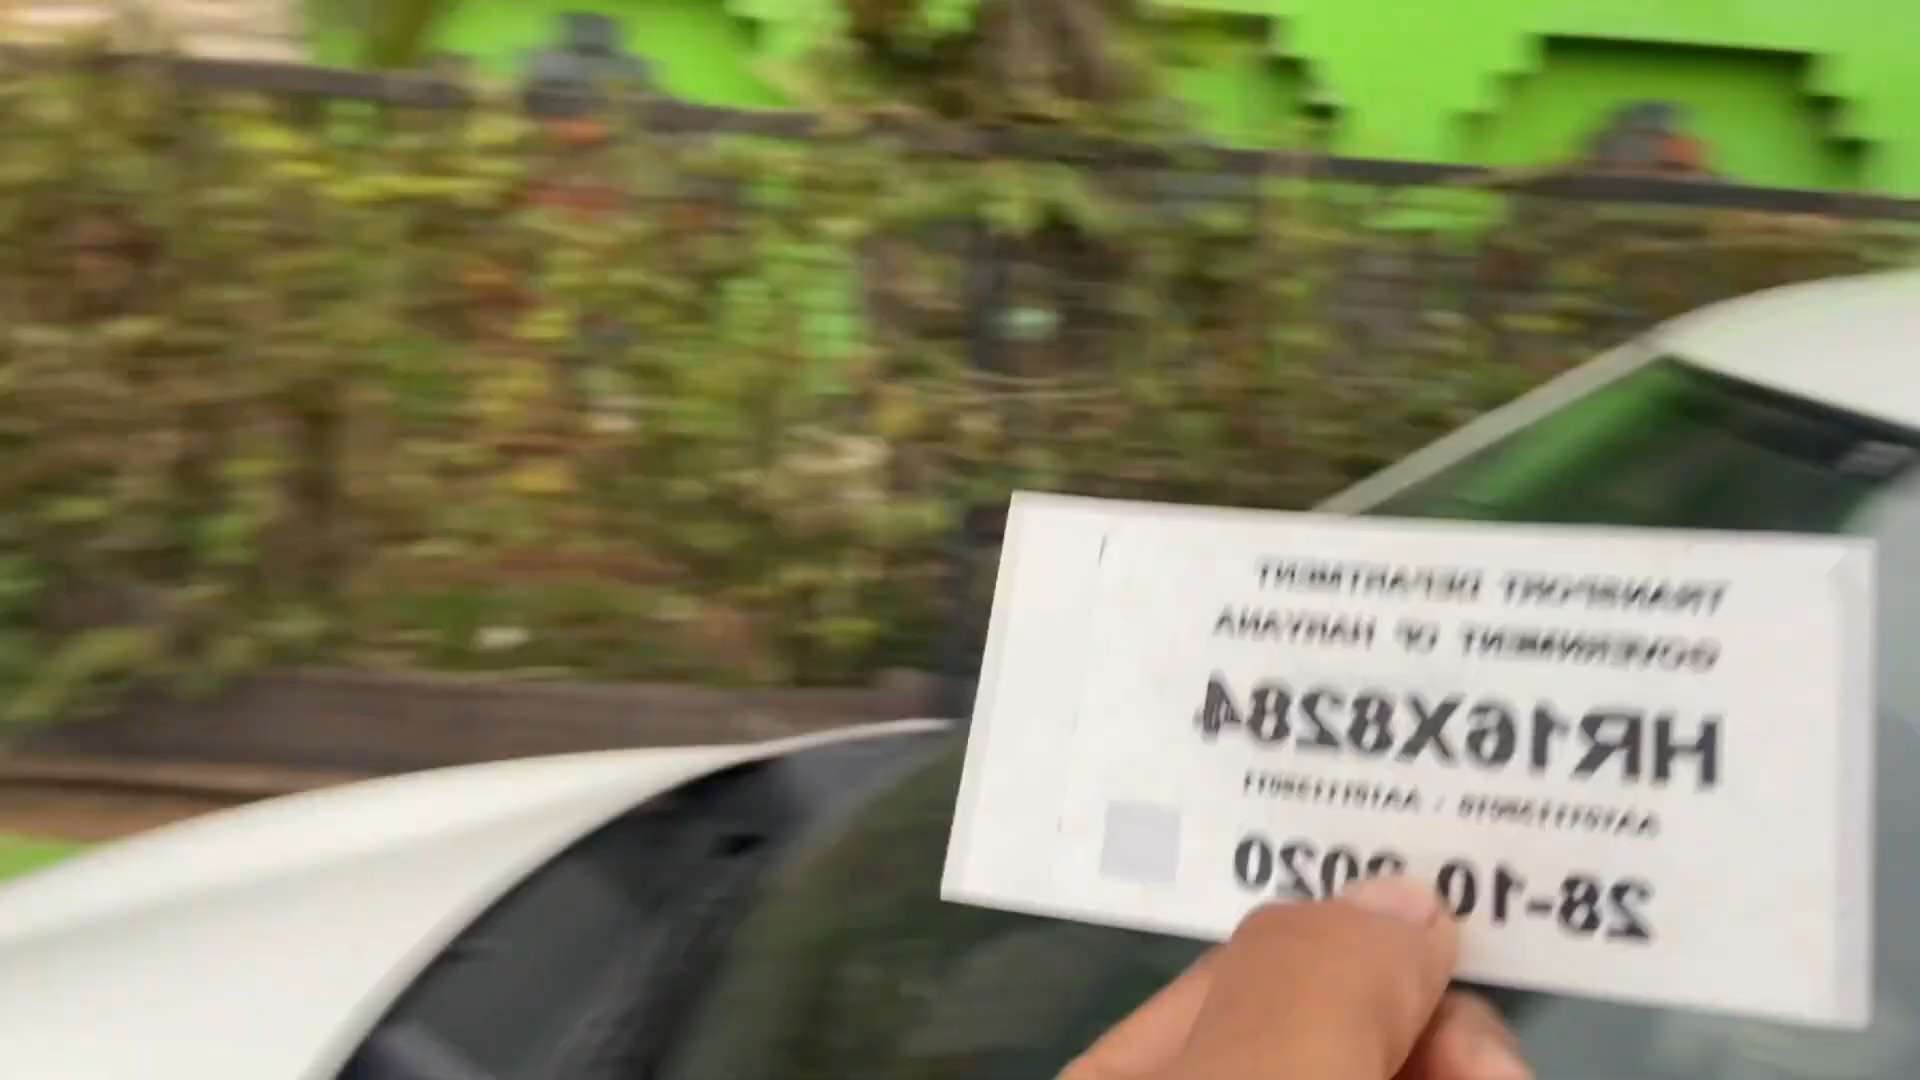 TRANSPORT DEPARTMENT
GOVERNMENT OF HARYANA
HR16X8284
28-10-2020